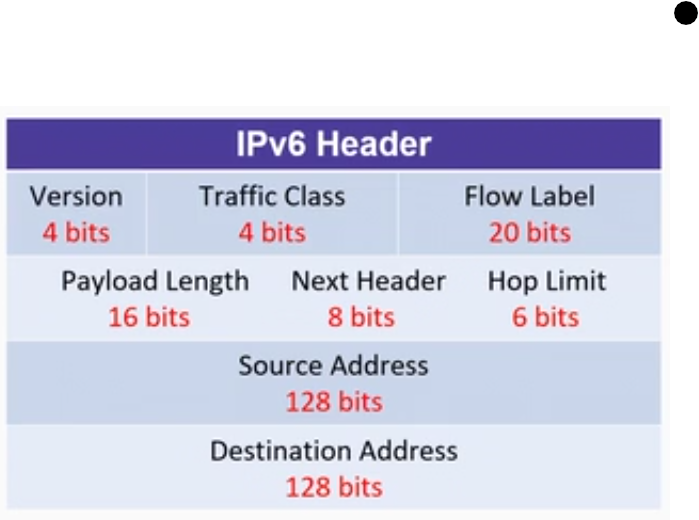 IPv6 Header
Version Traffic Class Flow Label
4 bits 4 bits 20 bits
Payload Length Next Header Hop Limit
16 bits 8 bits 6 bits
Source Address
128 bits
Destination Address
128 bits